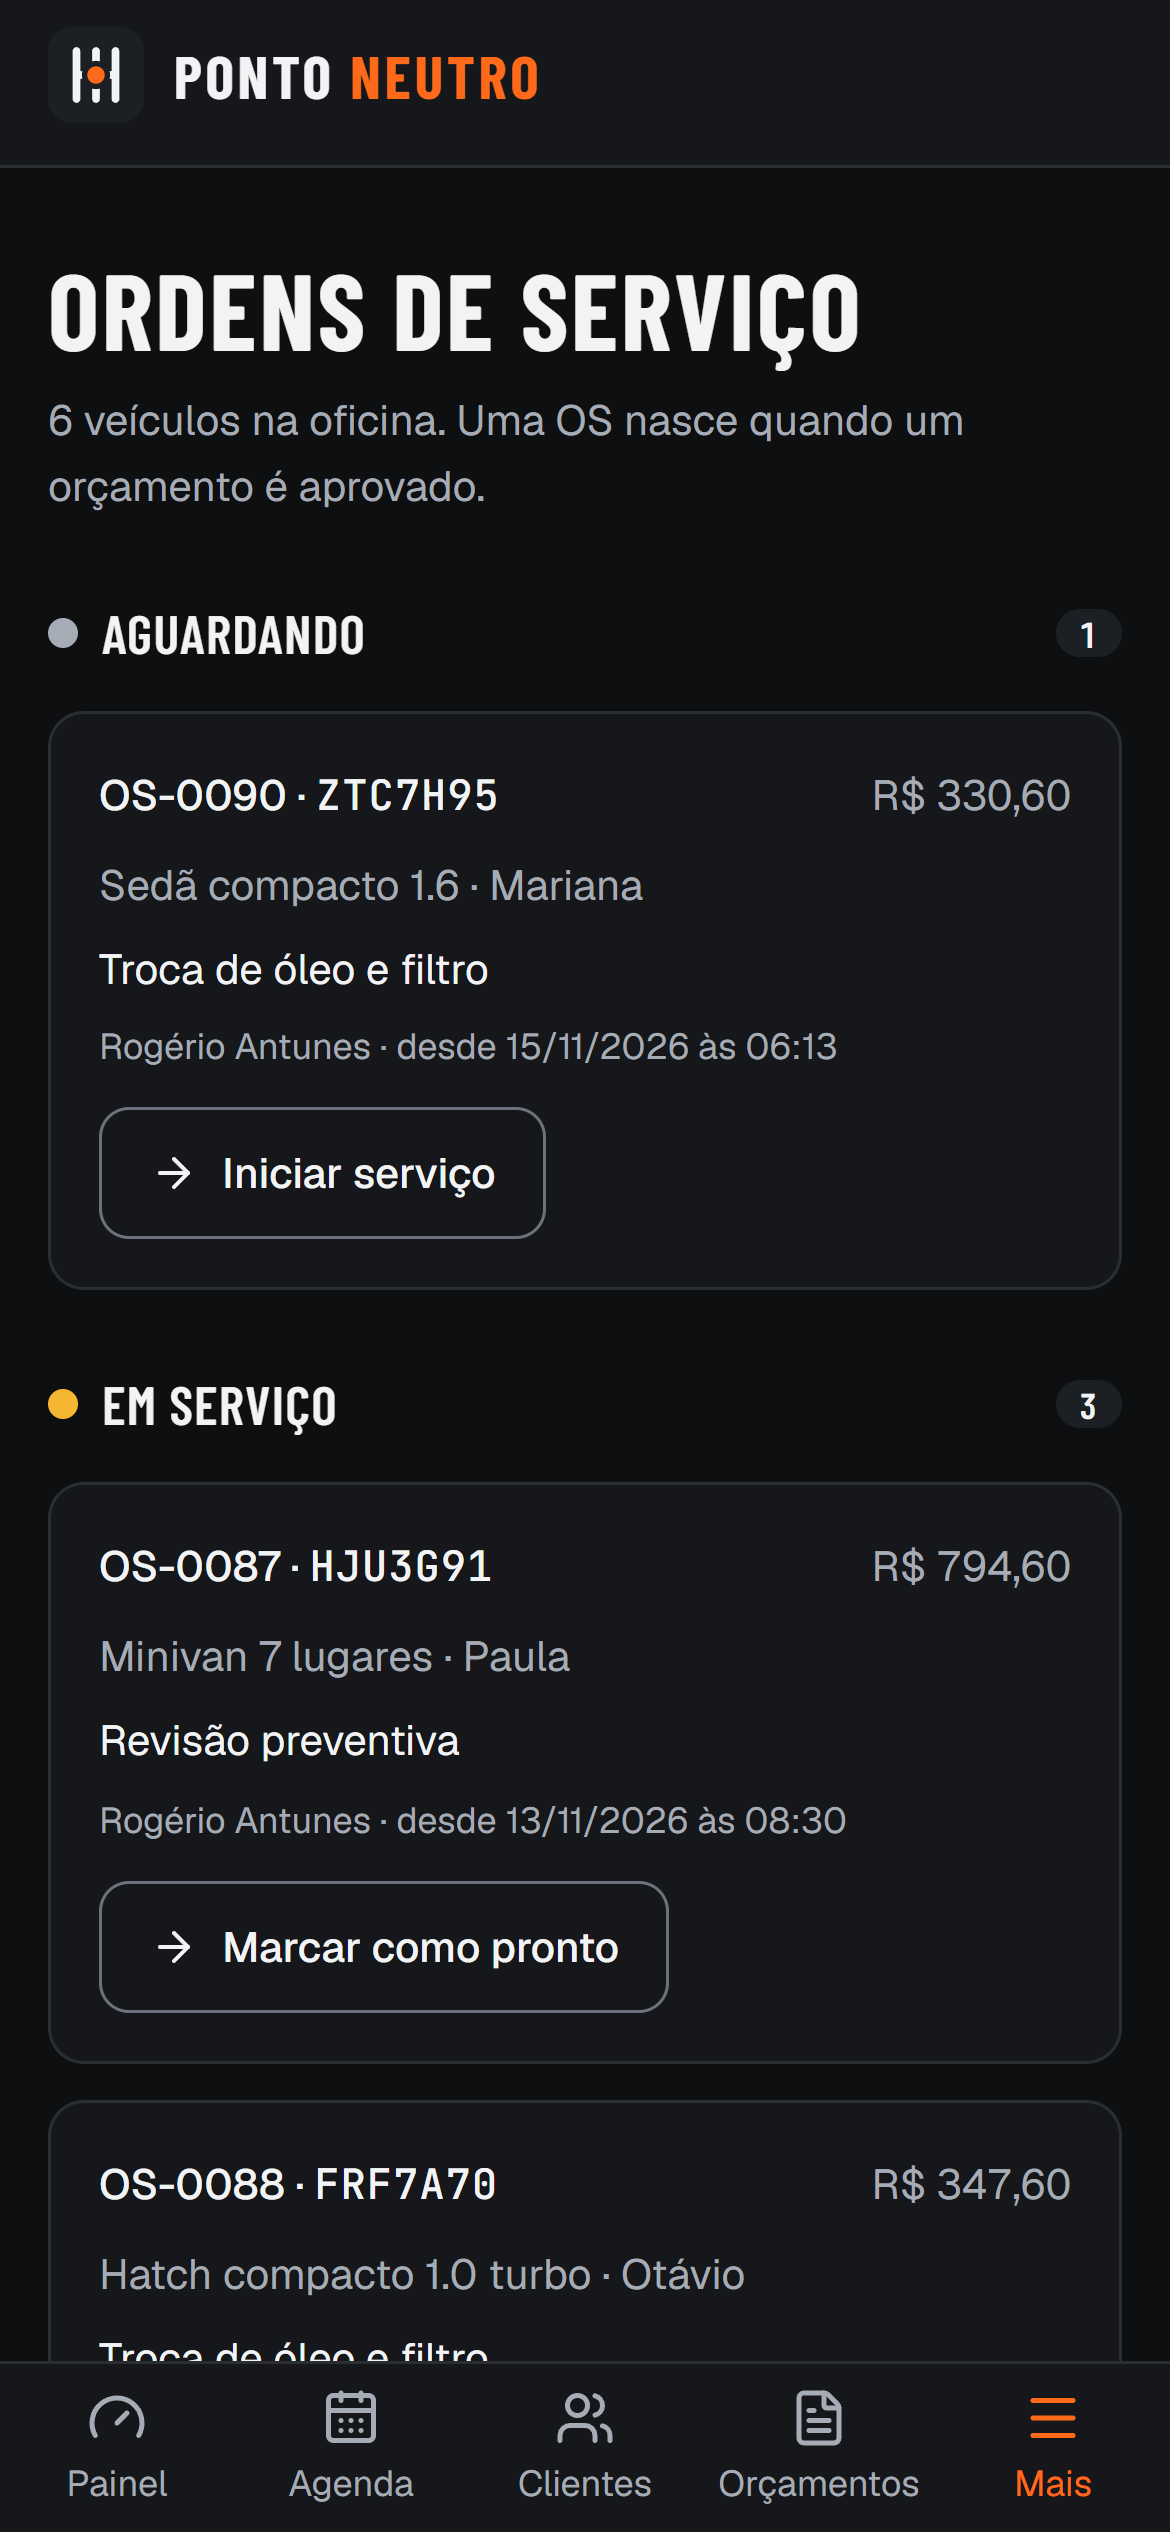 PONTO NEUTRO
ORDENS DE SERVIÇO
6 veículos na oficina. Uma OS nasce quando um
orçamento é aprovado.
AGUARDANDO 1
OS-0090 · ZTC7H95 R$ 330,60
Sedã compacto 1.6 · Mariana
Troca de óleo e filtro
Rogério Antunes · desde 15/11/2026 às 06:13
Iniciar serviço
EM SERVIÇO 3
OS-0087 · HJU3G91 R$ 794,60
Minivan 7 lugares · Paula
Revisão preventiva
Rogério Antunes · desde 13/11/2026 às 08:30
Marcar como pronto
OS-0088 · FRF7A70 R$ 347,60
Hatch compacto 1.0 turbo · Otávio
Troca de óleo e filtro
Painel Agenda Clientes Orçamentos Mais